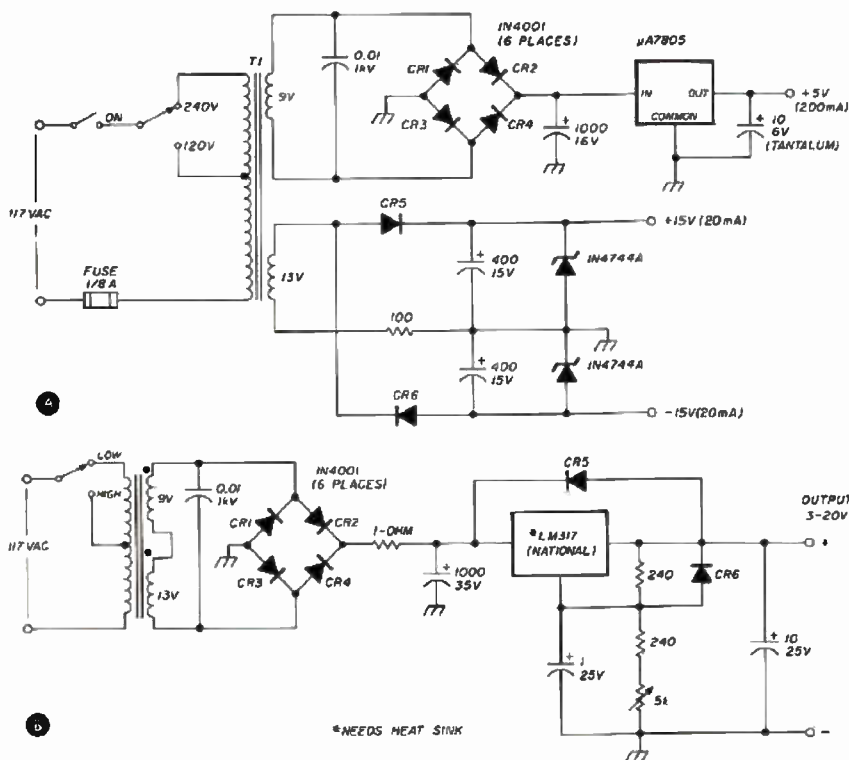 1N4001
(6 PLACES)
μA7805
T1
0.01
1kV
CR1
CR2
CR3
CR4
9V
240V
ON
120V
117 VAC
FUSE
1/8 A
1000
16V
IN
OUT
COMMON
+5V
(200mA)
10
6V
(TANTALUM)
CR5
+15V (20mA)
13V
400
15V
1N4744A
100
400
15V
1N4744A
CR6
-15V (20mA)
A
LOW
HIGH
117 VAC
9V
13V
0.01
1kV
1N4001
(6 PLACES)
CR1
CR2
CR3
CR4
1-OHM
1000
35V
CR5
*LM317
(NATIONAL)
240
CR6
240
5k
1
25V
10
25V
OUTPUT
3-20V
+
-
B
*NEEDS HEAT SINK